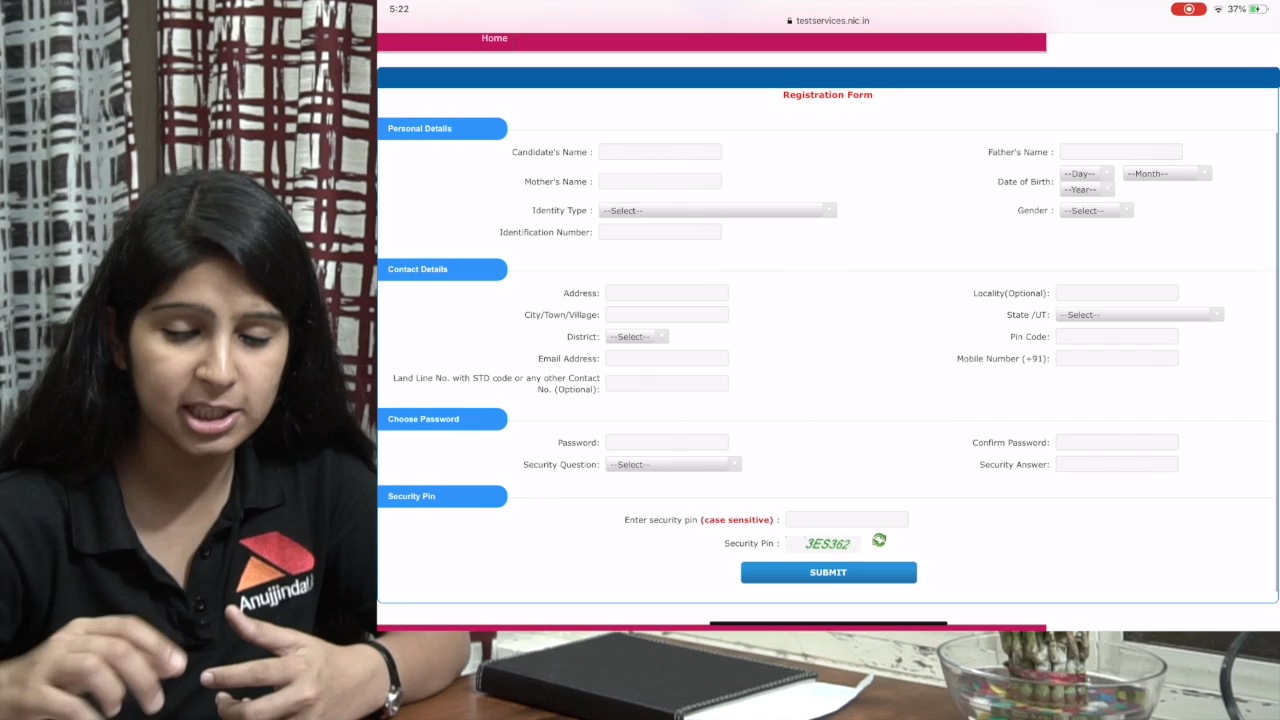 5:22
testservices.nic.in
37%
Home
Registration Form
Personal Details
Candidate's Name :
Father's Name :
Mother's Name :
Date of Birth:
--Day--
--Month--
--Year--
Identity Type :
--Select--
Gender :
--Select--
Identification Number:
Contact Details
Address:
Locality(Optional):
City/Town/Village:
State /UT:
--Select--
District:
--Select--
Pin Code:
Email Address:
Mobile Number (+91):
Land Line No. with STD code or any other Contact
No. (Optional):
Choose Password
Password:
Confirm Password:
Security Question:
--Select--
Security Answer:
Security Pin
Enter security pin (case sensitive) :
Security Pin :
3ES362
SUBMIT